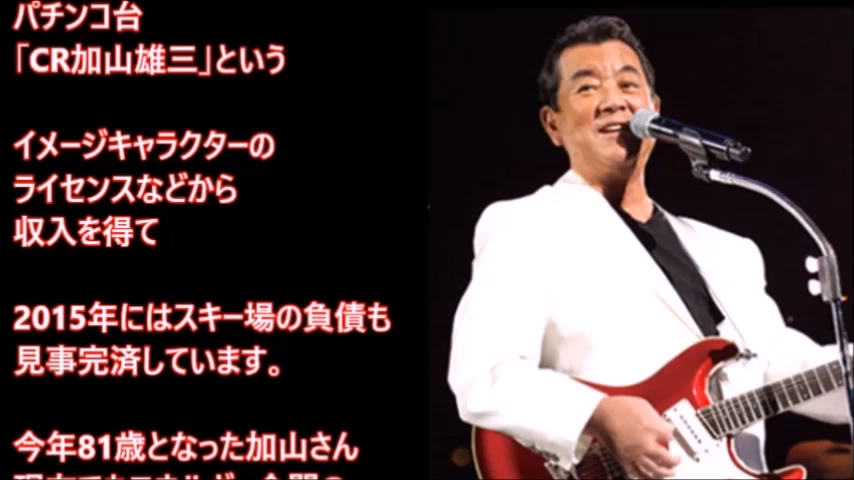 パチンコ台
「CR加山雄三」という
イメージキャラクターの
ライセンスなどから
収入を得て
2015年にはスキー場の負債も
見事完済しています。
今年81歳となった加山さん